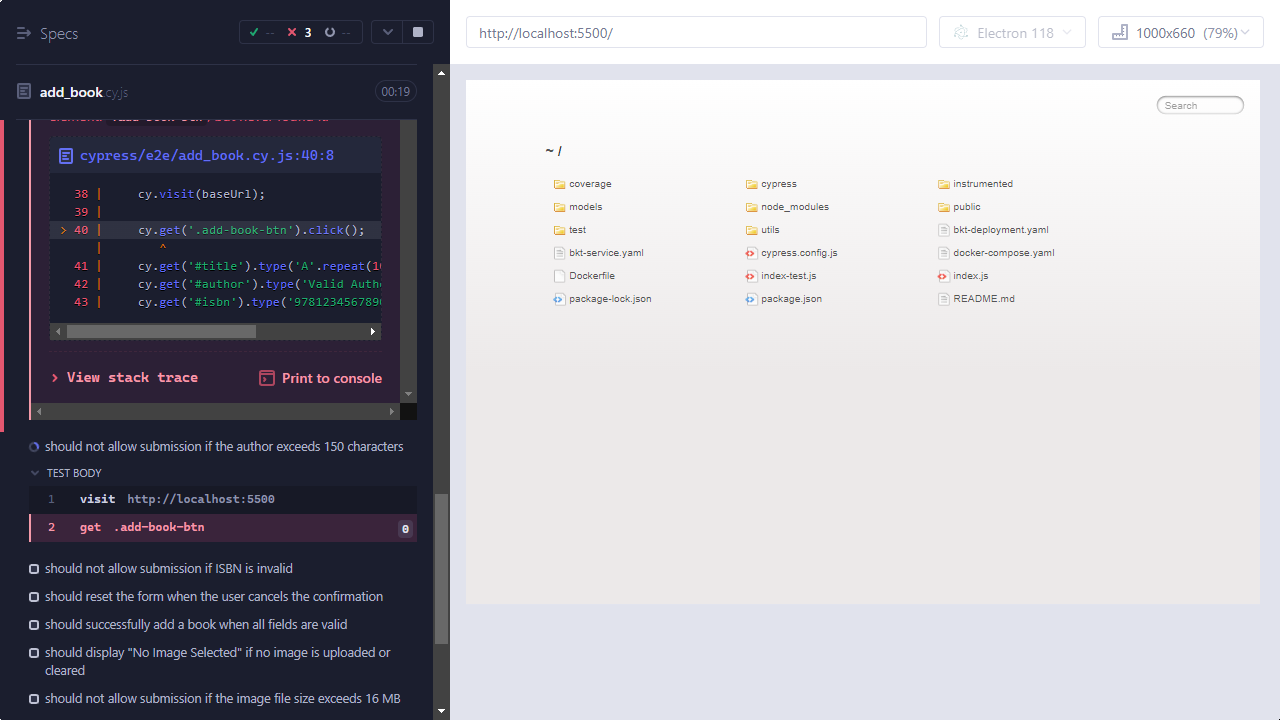 Specs
-- 3 --
add_book.cy.js
00:19
cypress/e2e/add_book.cy.js:40:8
38 | cy.visit(baseUrl);
39 |
> 40 | cy.get('.add-book-btn').click();
| ^
41 | cy.get('#title').type('A'.repeat(10
42 | cy.get('#author').type('Valid Autho
43 | cy.get('#isbn').type('9781234567890
View stack trace
Print to console
should not allow submission if the author exceeds 150 characters
TEST BODY
1 visit http://localhost:5500
2 get .add-book-btn 0
should not allow submission if ISBN is invalid
should reset the form when the user cancels the confirmation
should successfully add a book when all fields are valid
should display "No Image Selected" if no image is uploaded or
cleared
should not allow submission if the image file size exceeds 16 MB
http://localhost:5500/
Electron 118
1000x660 (79%)
Search
~ /
coverage
cypress
instrumented
models
node_modules
public
test
utils
bkt-deployment.yaml
bkt-service.yaml
cypress.config.js
docker-compose.yaml
Dockerfile
index-test.js
index.js
package-lock.json
package.json
README.md